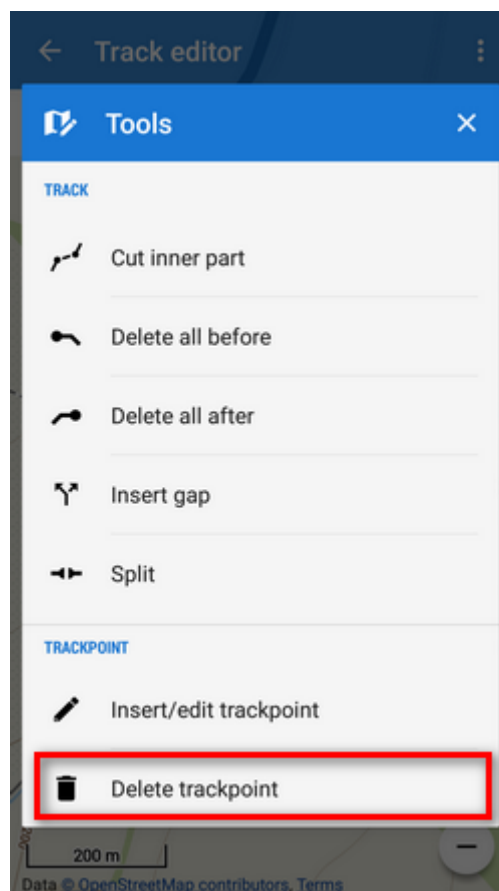 Track editor
Tools
TRACK
Cut inner part
Delete all before
Delete all after
Insert gap
Split
TRACKPOINT
Insert/edit trackpoint
Delete trackpoint
200 m
Data © OpenStreetMap contributors, Terms